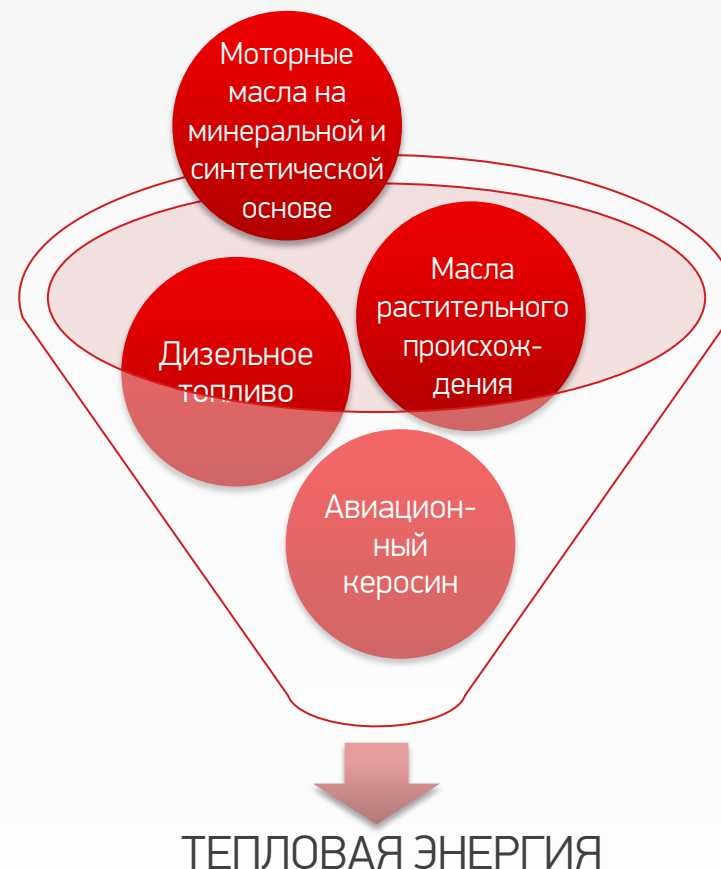 Моторные
масла на
минеральной и
синтетической
основе
Масла
растительного
происхож-
дения
Дизельное
топливо
Авиацион-
ный
керосин
ТЕПЛОВАЯ ЭНЕРГИЯ